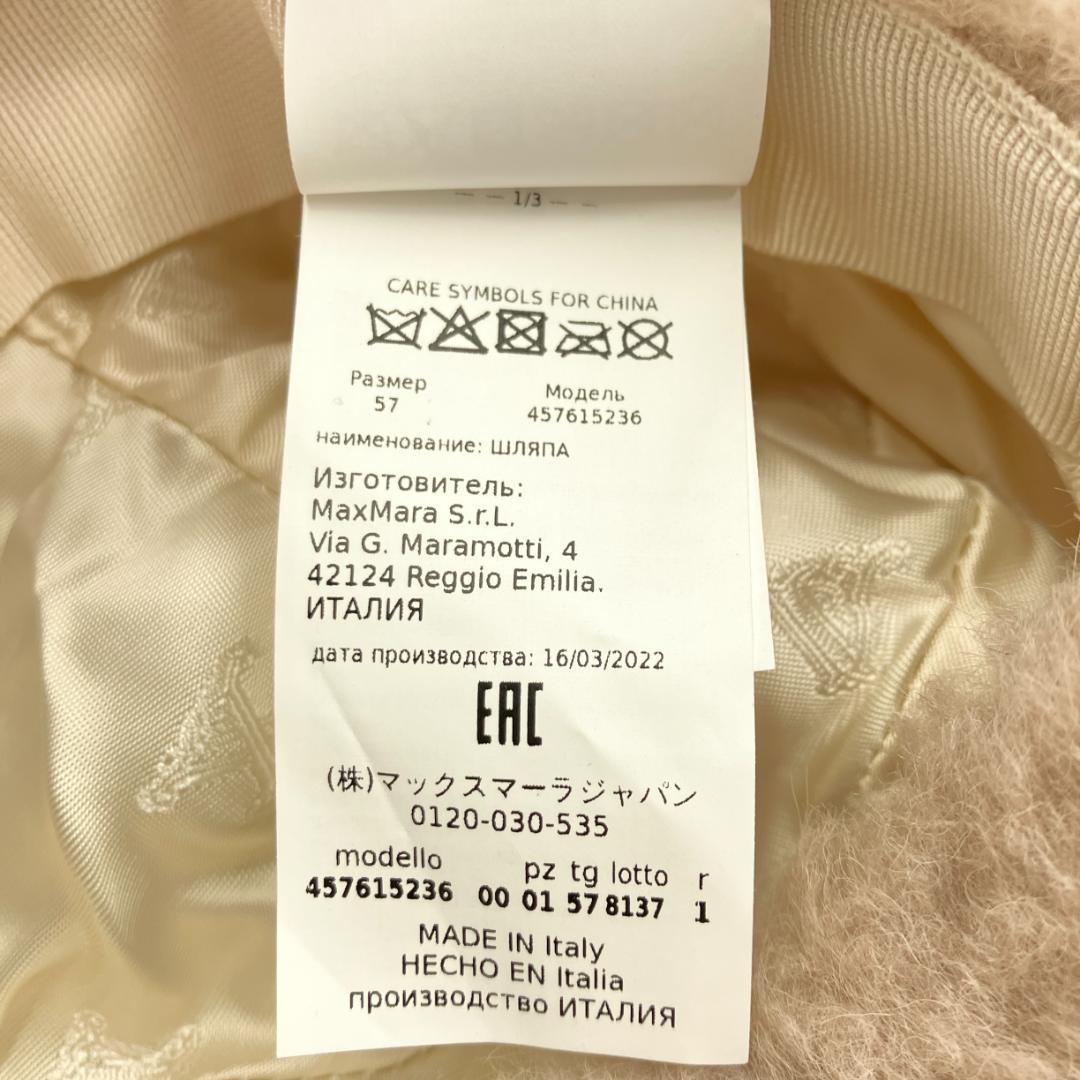 — — 1/3 — –
CARE SYMBOLS FOR CHINA
Размер Модель
57 457615236
наименование: ШЛЯПА
Изготовитель:
MaxMara S.r.L.
Via G. Maramotti, 4
42124 Reggio Emilia.
ИТАЛИЯ
дата производства: 16/03/2022
EAC
(株)マックスマーラジャパン
0120-030-535
modello pz tg lotto r
457615236 00 01 57 8137 1
MADE IN Italy
HECHO EN Italia
производство ИТАЛИЯ